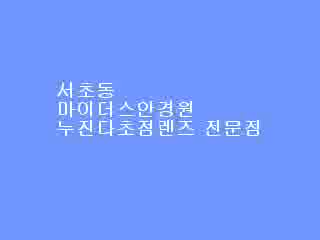 서초동
마이더스안경원
누진다초점렌즈 전문점